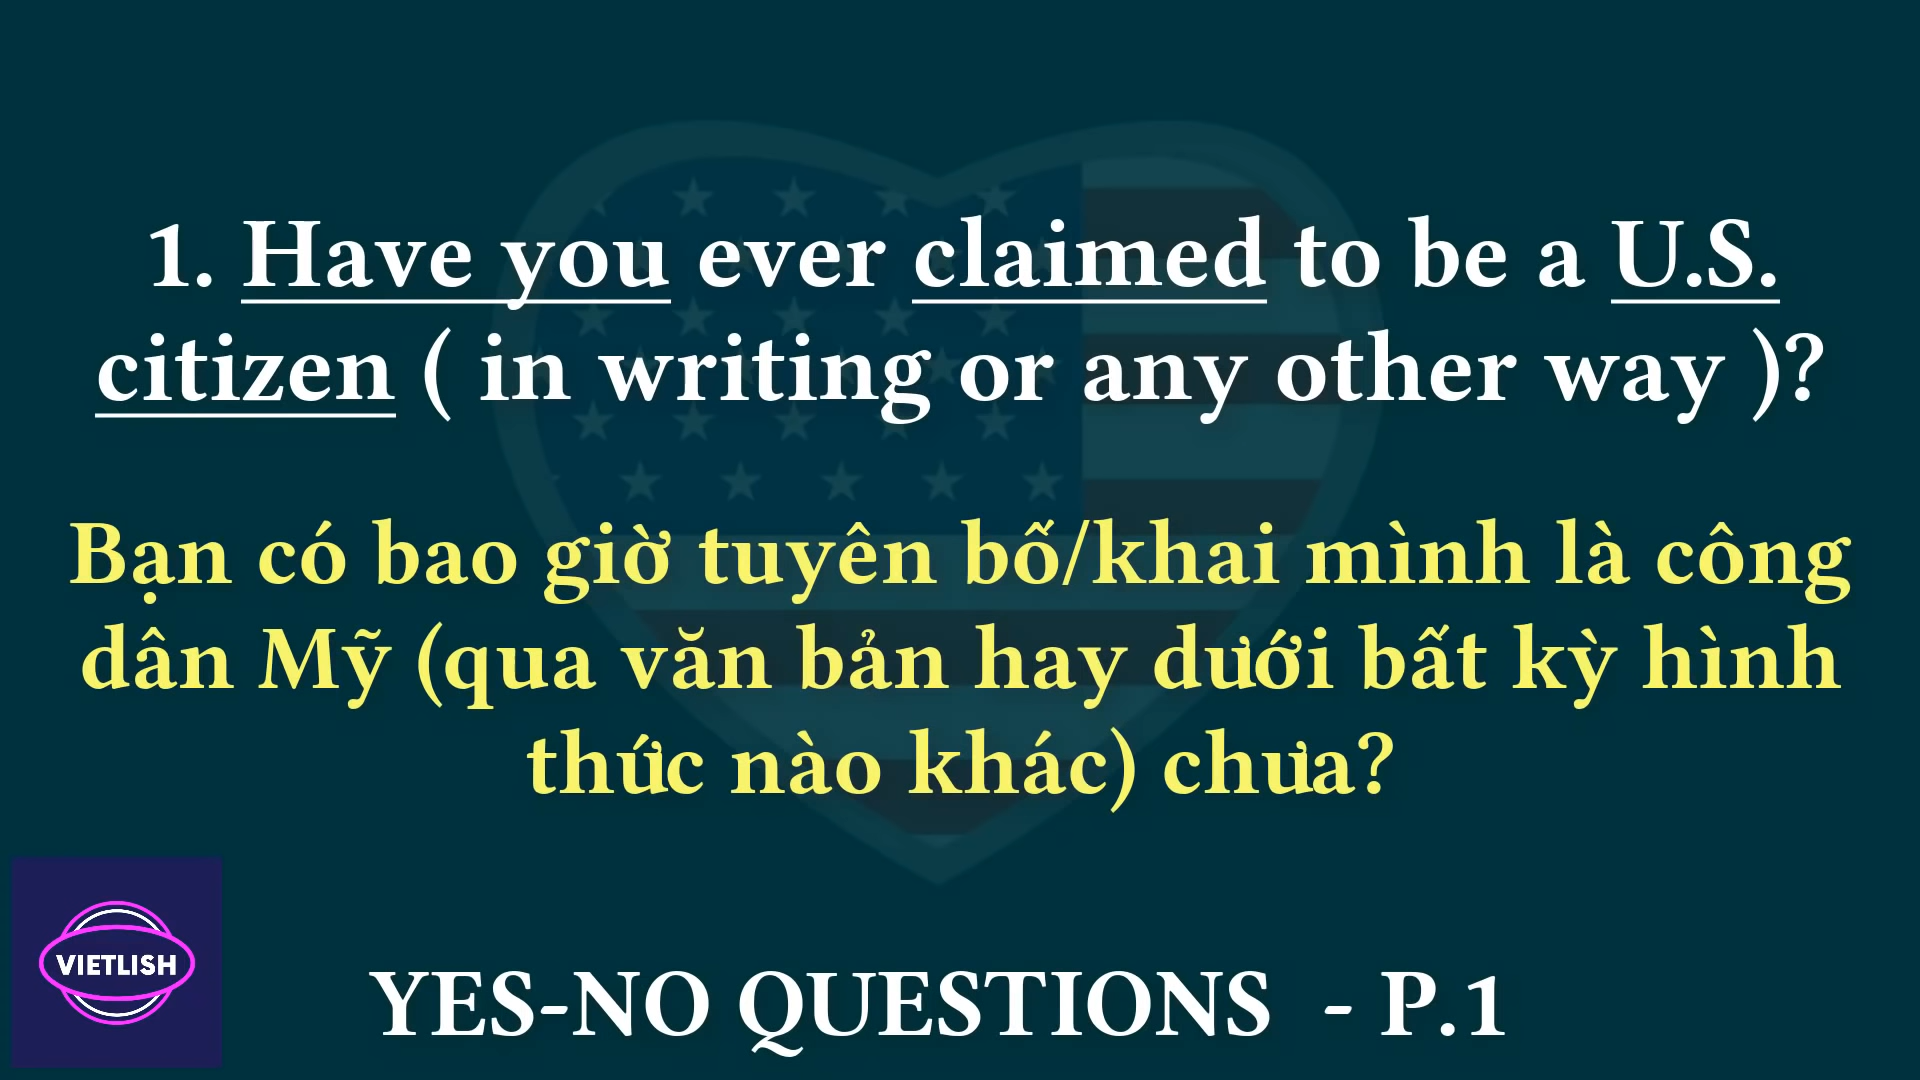 1. Have you ever claimed to be a U.S.
citizen ( in writing or any other way )?
Bạn có bao giờ tuyên bỗ/khai mình là công
dân Mỹ (qua văn bản hay dưới bất kỳ hình
thức nào khác) chưa?
VIETLISH
YES-NO QUESTIONS - P.1